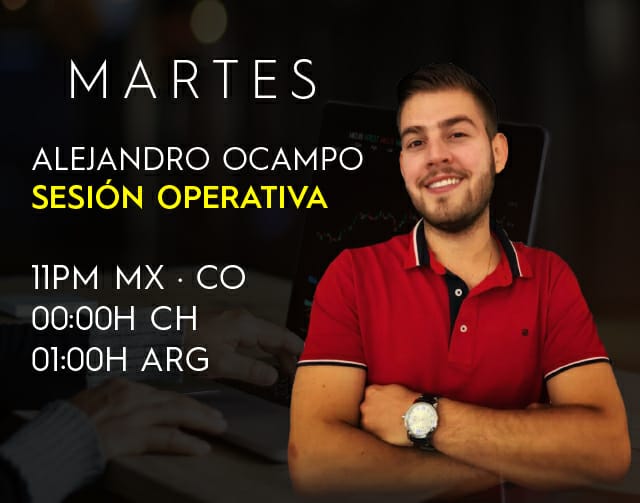 MARTES
ALEJANDRO OCAMPO
SESIÓN OPERATIVA
11PM MX · CO
00:00H CH
01:00H ARG